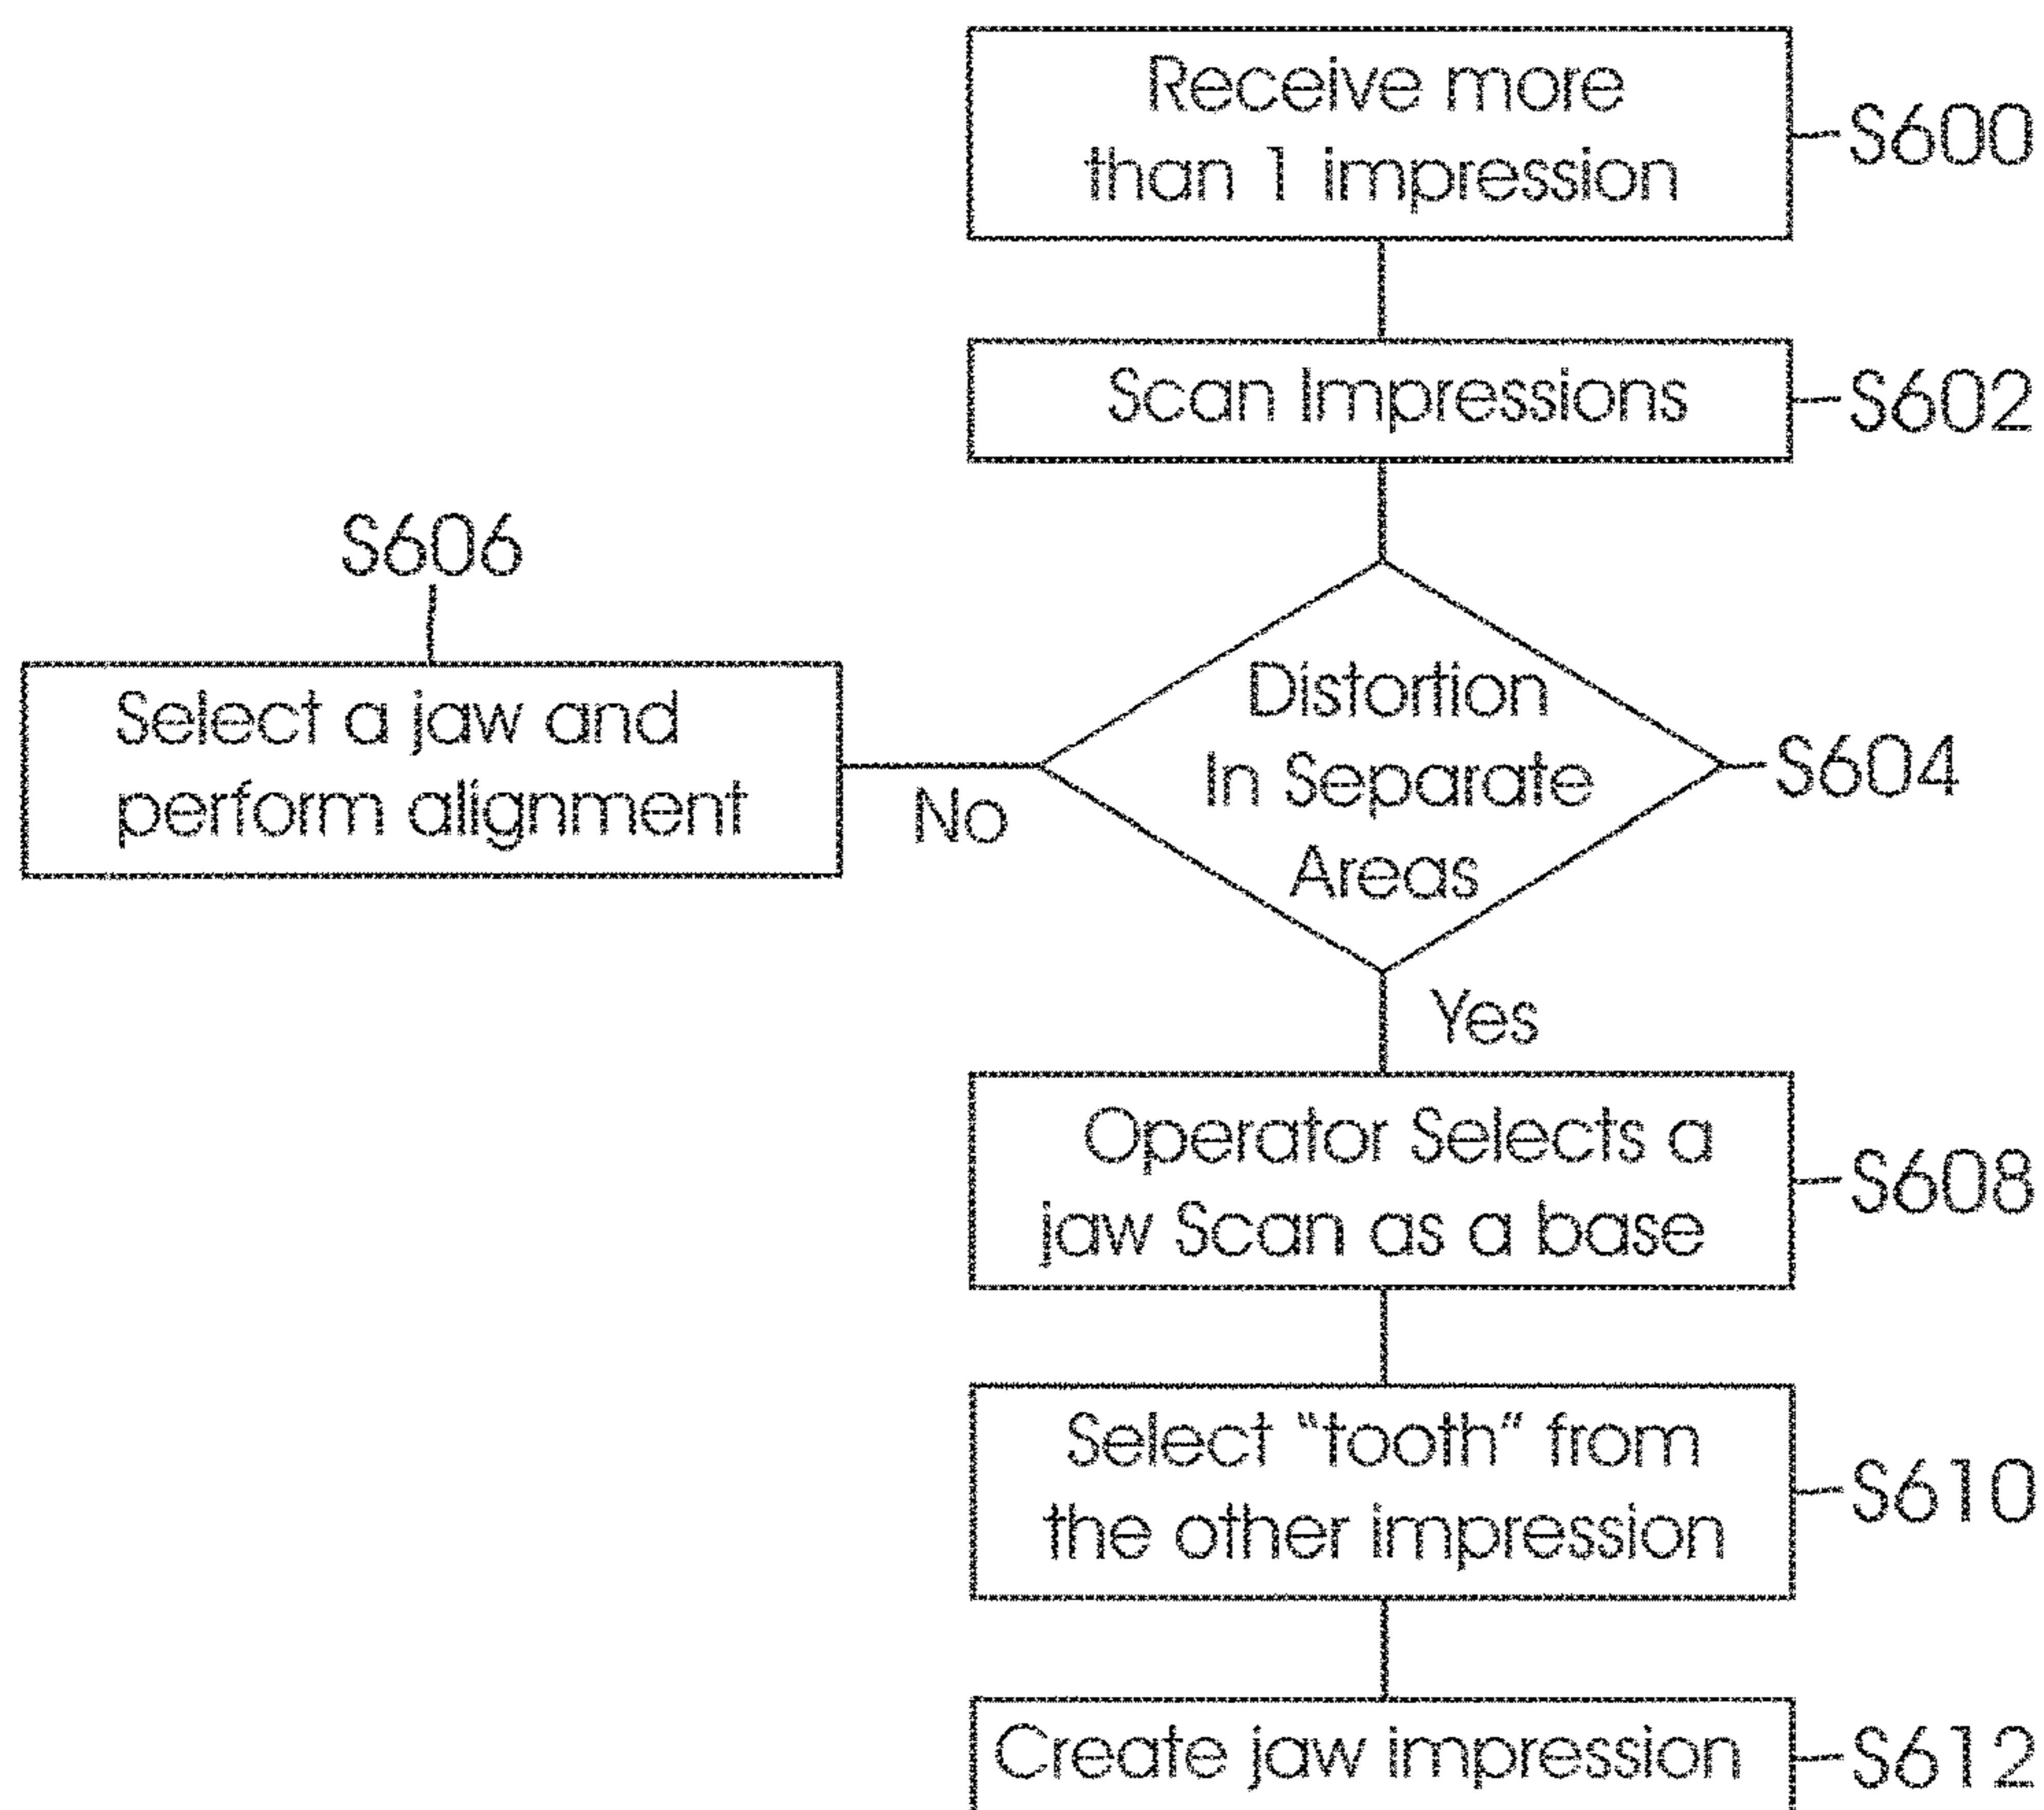 Receive more
than 1 impression
S600
Scan Impressions
S602
S606
Select a jaw and
perform alignment
No
Distortion
In Separate
Areas
S604
Yes
Operator Selects a
jaw Scan as a base
S608
Select “tooth” from
the other impression
S610
Create jaw impression
S612